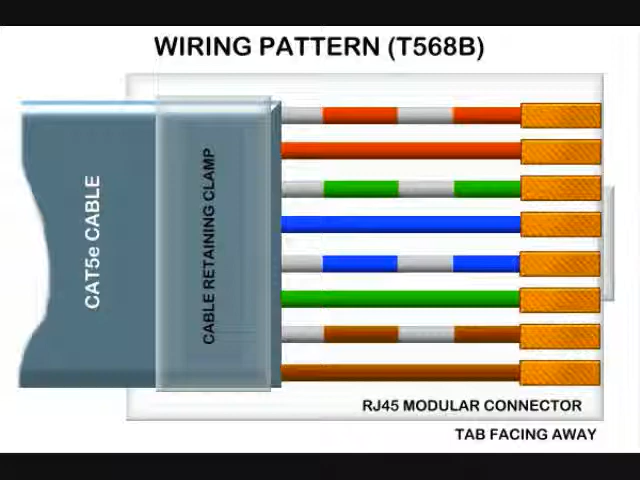 WIRING PATTERN (T568B)
CAT5e CABLE
CABLE RETAINING CLAMP
RJ45 MODULAR CONNECTOR
TAB FACING AWAY